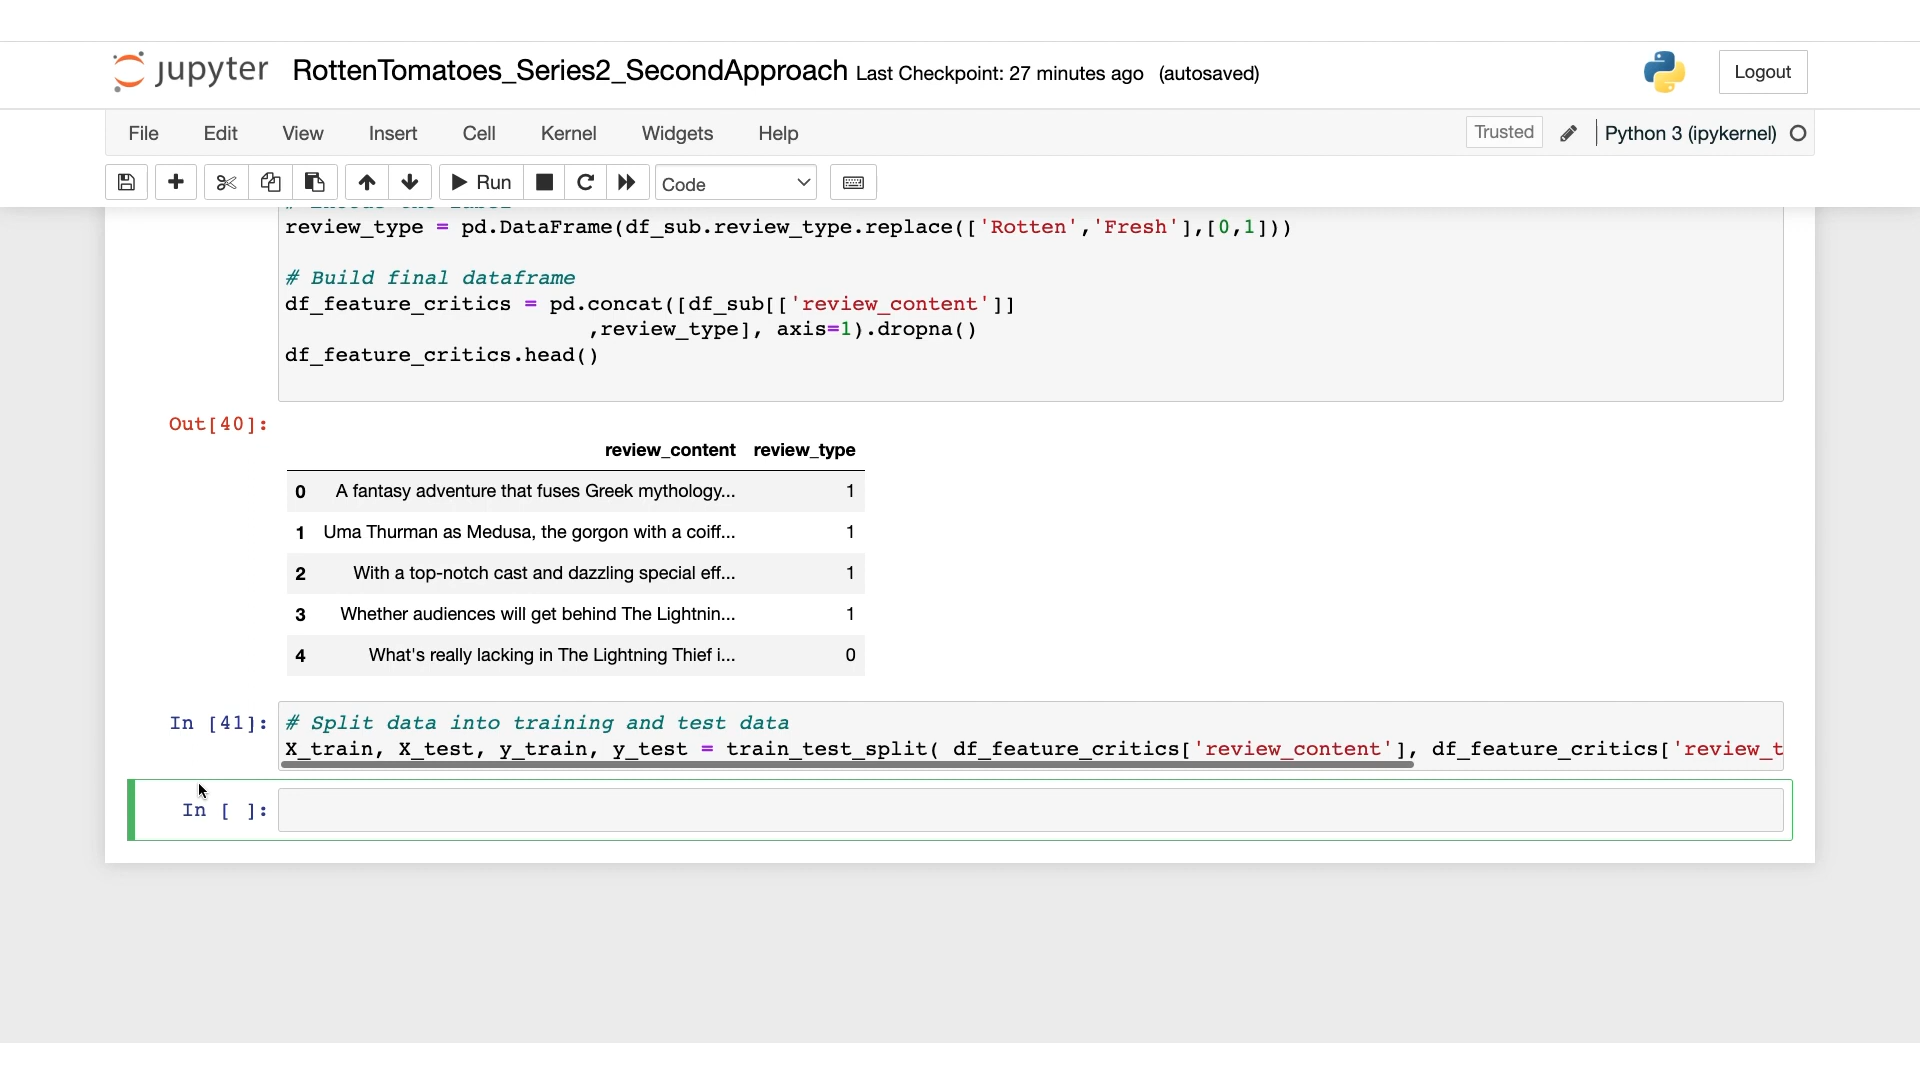 jupyter RottenTomatoes_Series2_SecondApproach Last Checkpoint: 27 minutes ago (autosaved)
Logout
File Edit View Insert Cell Kernel Widgets Help
Trusted Python 3 (ipykernel)
Run Code
review_type = pd.DataFrame(df_sub.review_type.replace(['Rotten','Fresh'],[0,1]))
# Build final dataframe
df_feature_critics = pd.concat([df_sub[['review_content']]
,review_type], axis=1).dropna()
df_feature_critics.head()
Out[40]:
review_content review_type
0 A fantasy adventure that fuses Greek mythology... 1
1 Uma Thurman as Medusa, the gorgon with a coiff... 1
2 With a top-notch cast and dazzling special eff... 1
3 Whether audiences will get behind The Lightnin... 1
4 What's really lacking in The Lightning Thief i... 0
In [41]: # Split data into training and test data
X_train, X_test, y_train, y_test = train_test_split( df_feature_critics['review_content'], df_feature_critics['review_t
In [ ]: